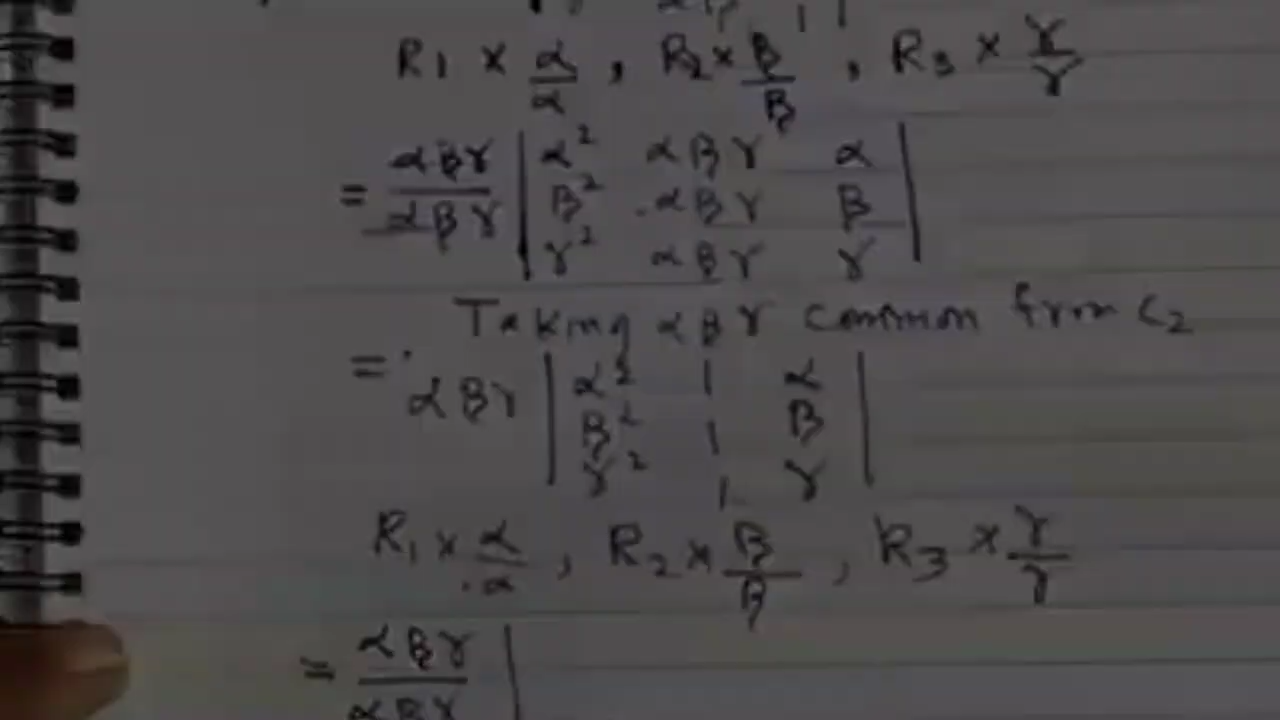 R1 × α/α , R2 × β/β , R3 × γ/γ
= αβγ/αβγ | α² αβγ α |
| β² αβγ β |
| γ² αβγ γ |
Taking αβγ common from C2
= αβγ | α² 1 α |
| β² 1 β |
| γ² 1 γ |
R1 × α/α , R2 × β/β , R3 × γ/γ
= αβγ/αβγ |